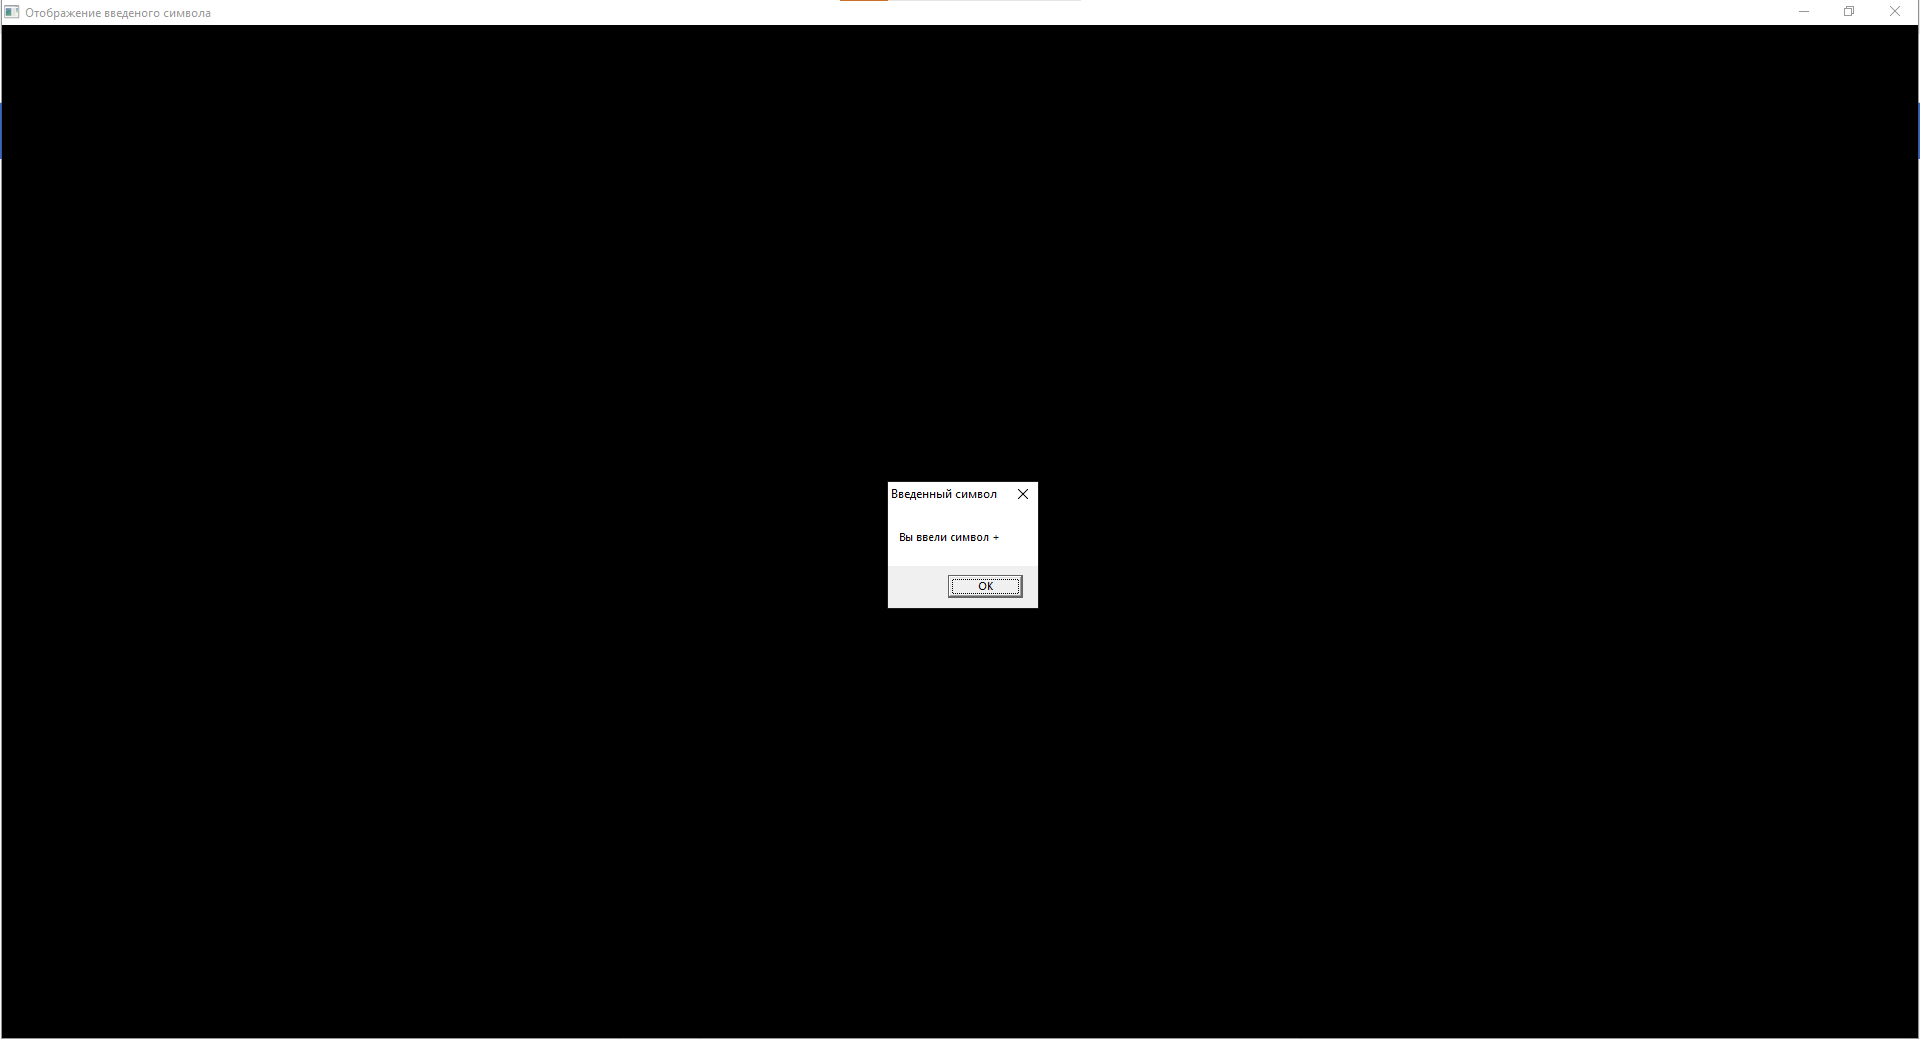 Отображение введеного символа
Введенный символ
Вы ввели символ +
OK